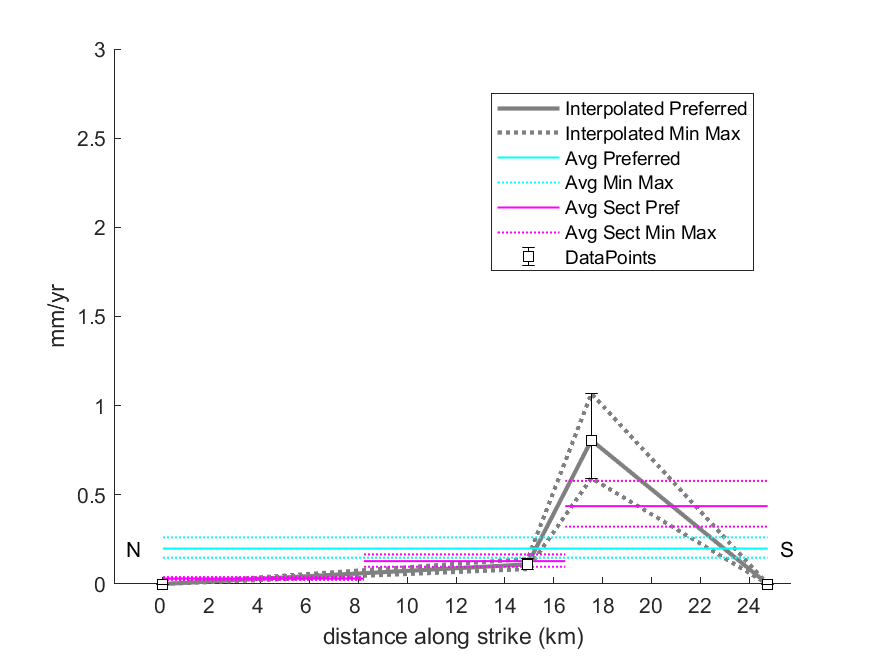 3
2.5
2
1.5
1
0.5
0
mm/yr
Interpolated Preferred
Interpolated Min Max
Avg Preferred
Avg Min Max
Avg Sect Pref
Avg Sect Min Max
DataPoints
N
S
0 2 4 6 8 10 12 14 16 18 20 22 24
distance along strike (km)